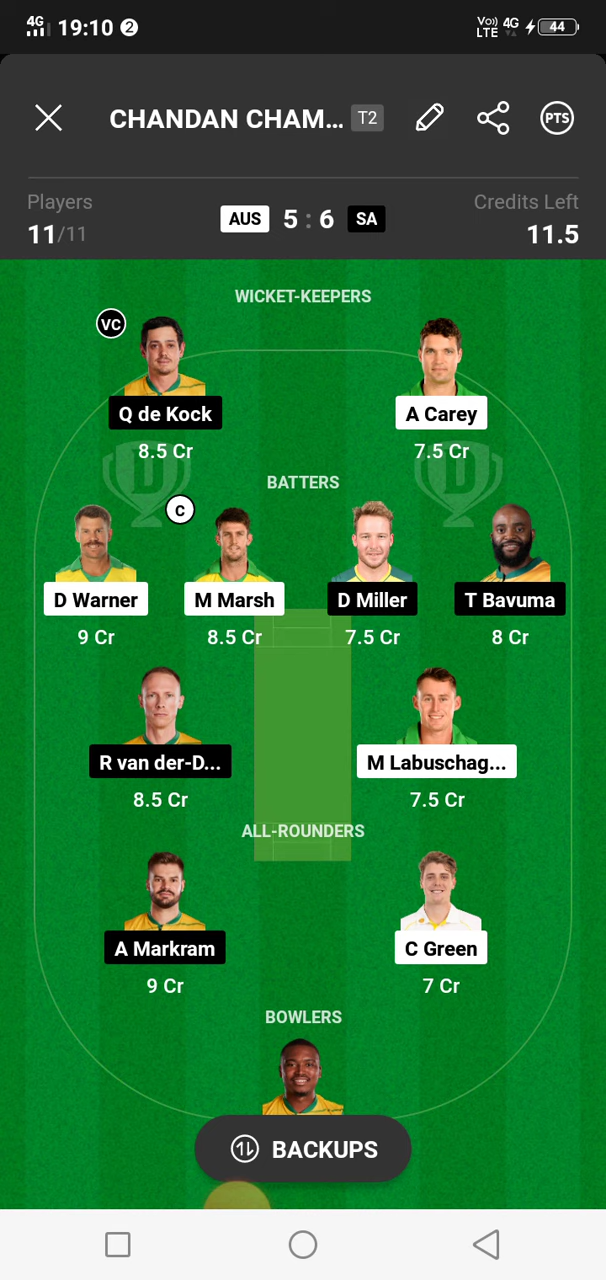 4G 19:10 2 Vo) LTE 4G 44
CHANDAN CHAM... T2 PTS
Players Credits Left
11/11 AUS 5 : 6 SA 11.5
WICKET-KEEPERS
VC
Q de Kock A Carey
8.5 Cr 7.5 Cr
BATTERS
C
D Warner M Marsh D Miller T Bavuma
9 Cr 8.5 Cr 7.5 Cr 8 Cr
R van der-D... M Labuschag...
8.5 Cr 7.5 Cr
ALL-ROUNDERS
A Markram C Green
9 Cr 7 Cr
BOWLERS
BACKUPS